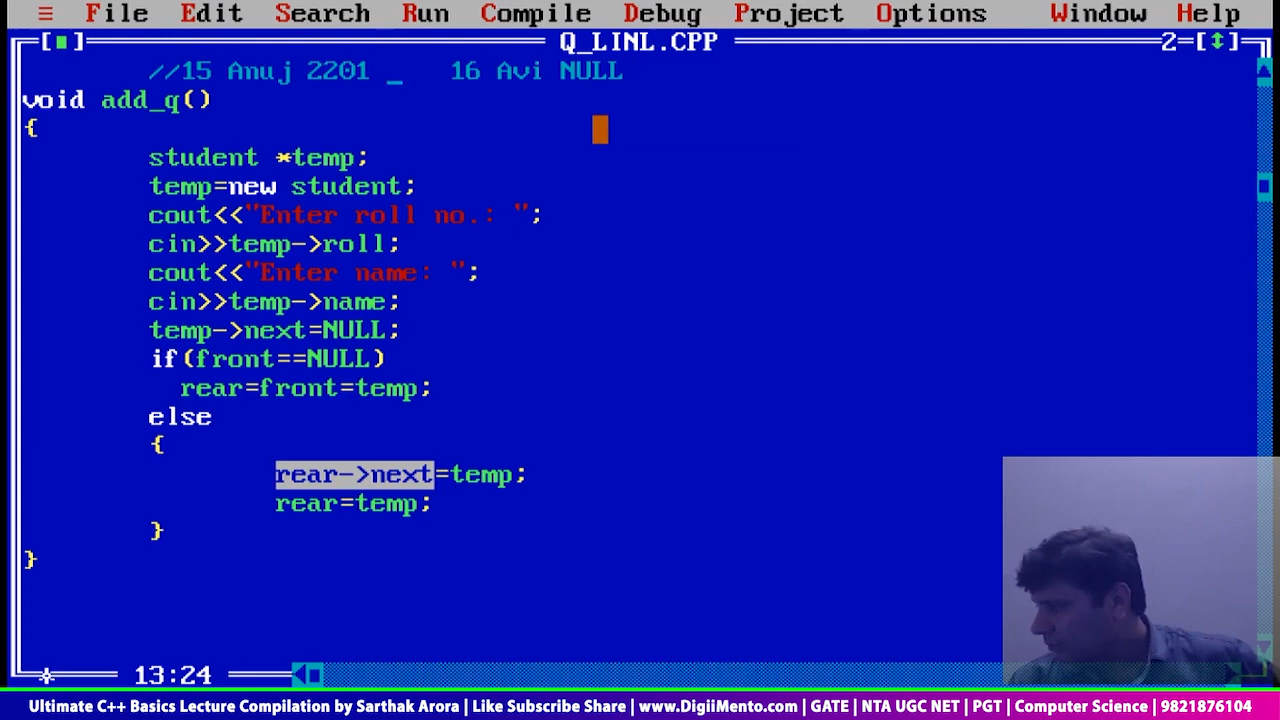 ≡ File Edit Search Run Compile Debug Project Options Window Help
[■] Q_LINL.CPP 2=[↕]
//15 Anuj 2201 _ 16 Avi NULL
void add_q()
{
student *temp;
temp=new student;
cout<<"Enter roll no.: ";
cin>>temp->roll;
cout<<"Enter name: ";
cin>>temp->name;
temp->next=NULL;
if(front==NULL)
rear=front=temp;
else
{
rear->next=temp;
rear=temp;
}
}
13:24
Ultimate C++ Basics Lecture Compilation by Sarthak Arora | Like Subscribe Share | www.DigiiMento.com | GATE | NTA UGC NET | PGT | Computer Science | 9821876104